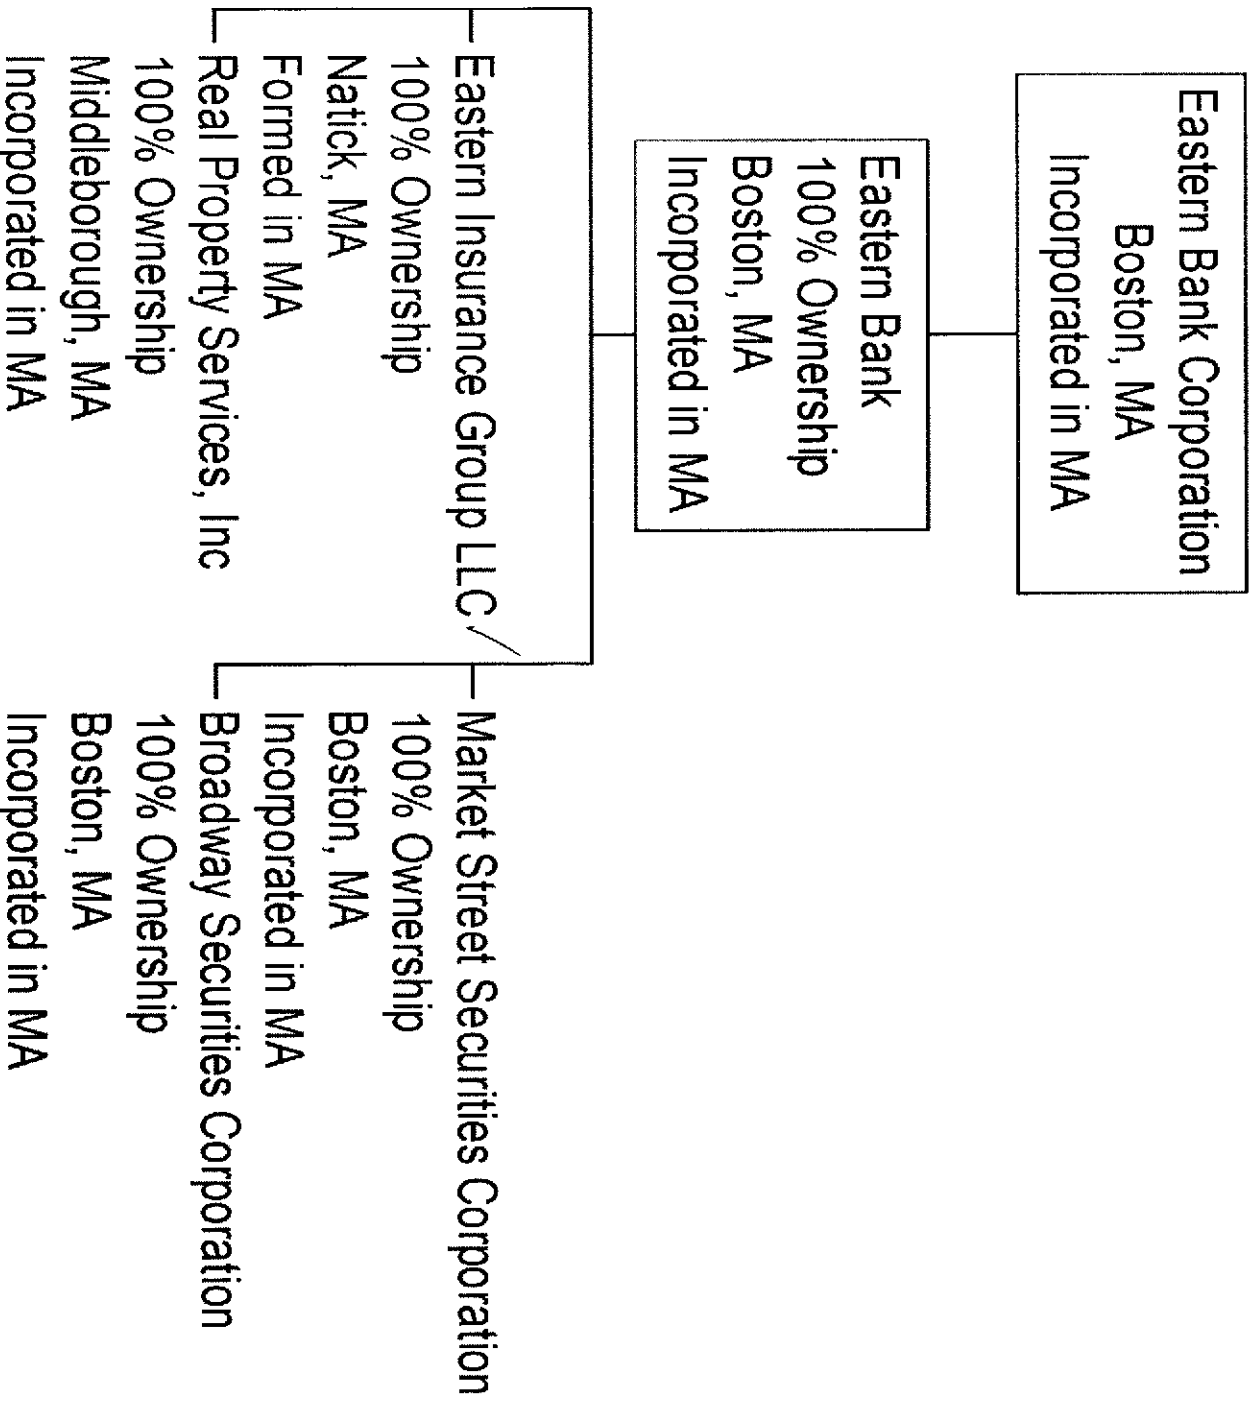 Eastern Bank Corporation
Boston, MA
Incorporated in MA
Eastern Bank
100% Ownership
Boston, MA
Incorporated in MA
Eastern Insurance Group LLC
100% Ownership
Natick, MA
Formed in MA
Real Property Services, Inc
100% Ownership
Middleborough, MA
Incorporated in MA
Market Street Securities Corporation
100% Ownership
Boston, MA
Incorporated in MA
Broadway Securities Corporation
100% Ownership
Boston, MA
Incorporated in MA